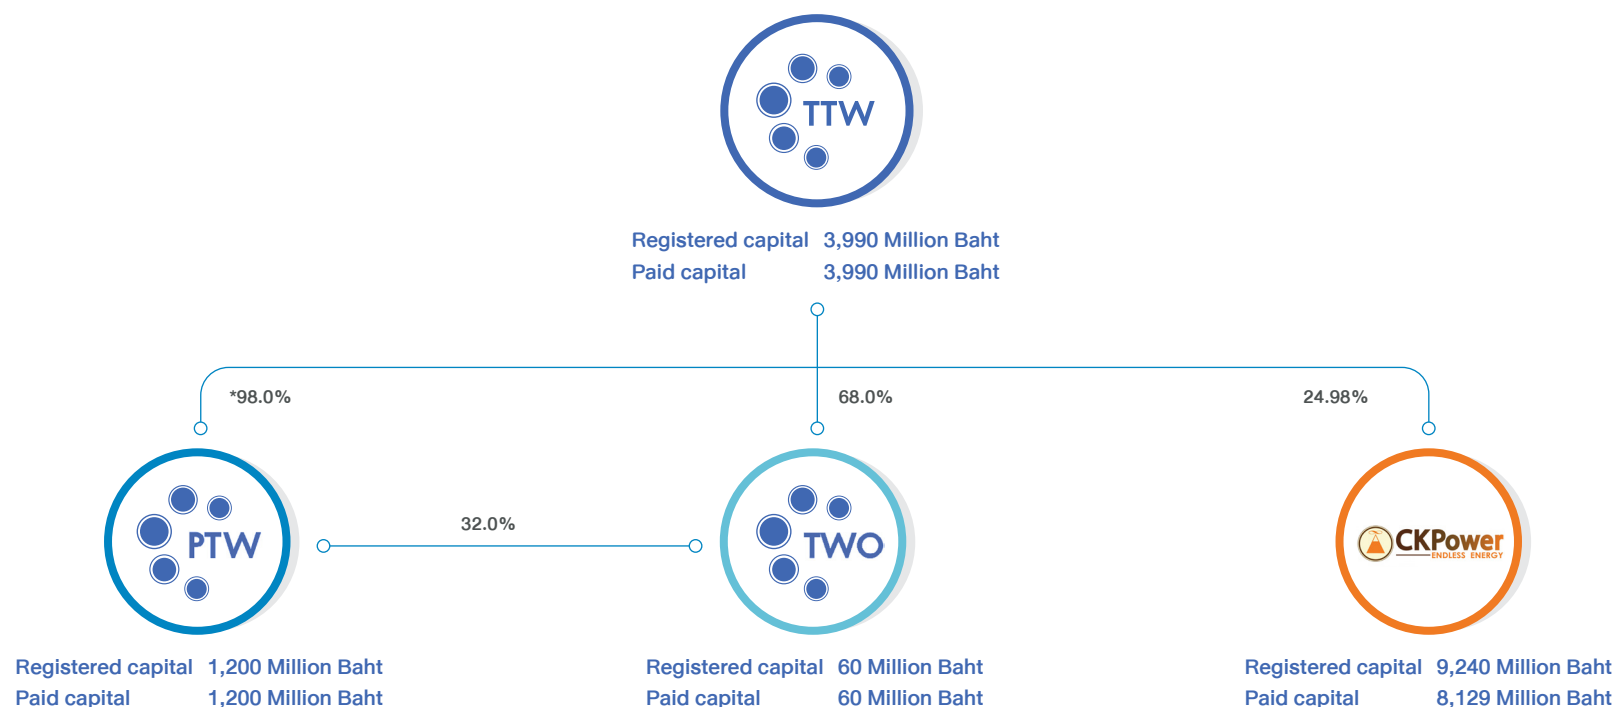 TTW
Registered capital 3,990 Million Baht
Paid capital 3,990 Million Baht
*98.0%
68.0%
24.98%
PTW
32.0%
TWO
CKPower
ENDLESS ENERGY
Registered capital 1,200 Million Baht
Paid capital 1,200 Million Baht
Registered capital 60 Million Baht
Paid capital 60 Million Baht
Registered capital 9,240 Million Baht
Paid capital 8,129 Million Baht